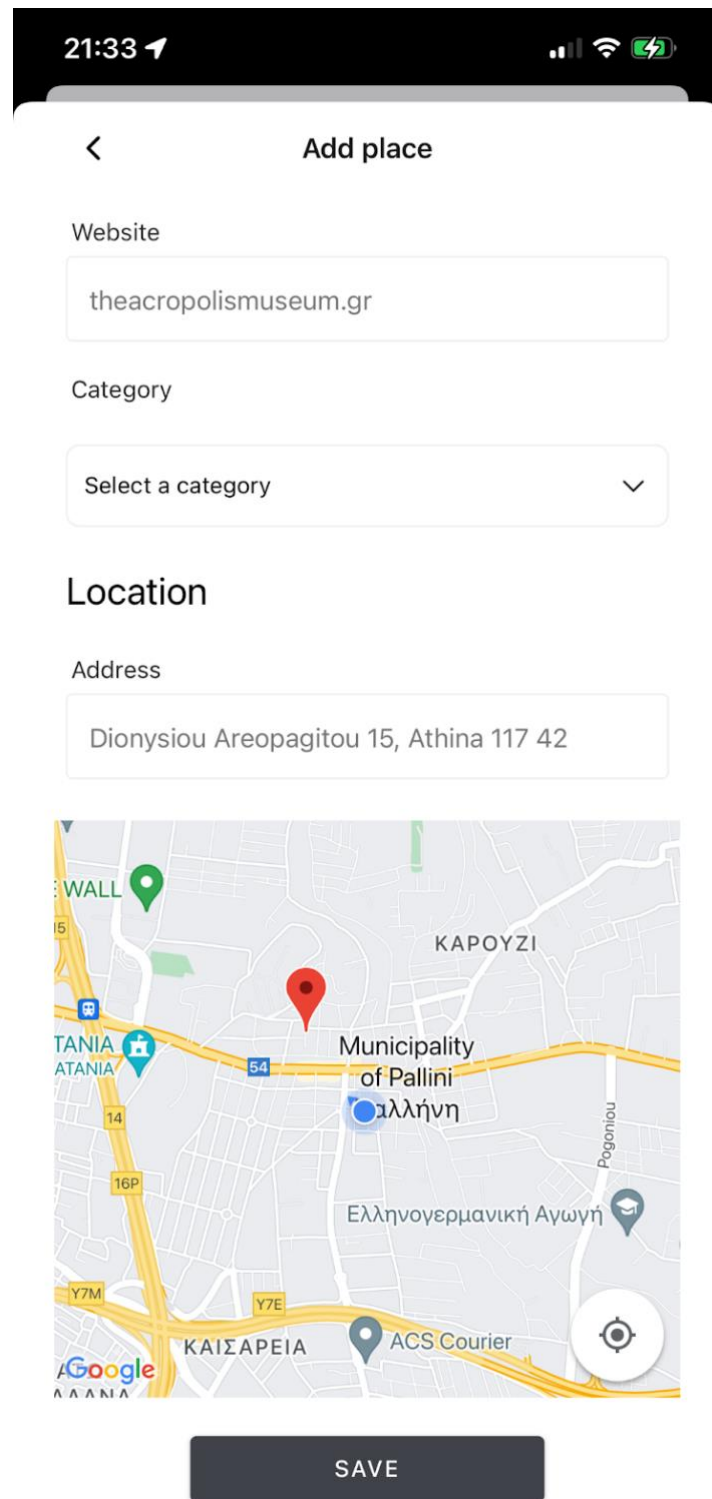 21:33
Add place
Website
theacropolismuseum.gr
Category
Select a category
Location
Address
Dionysiou Areopagitou 15, Athina 117 42
WALL
15
ΚΑΡΟΥΖΙ
TANIA
ATANIA
54
Municipality
of Pallini
αλλήνη
14
Pogoniou
16P
Ελληνογερμανική Αγωγή
Y7M
Y7E
ΚΑΙΣΑΡΕΙΑ
ACS Courier
Google
SAVE